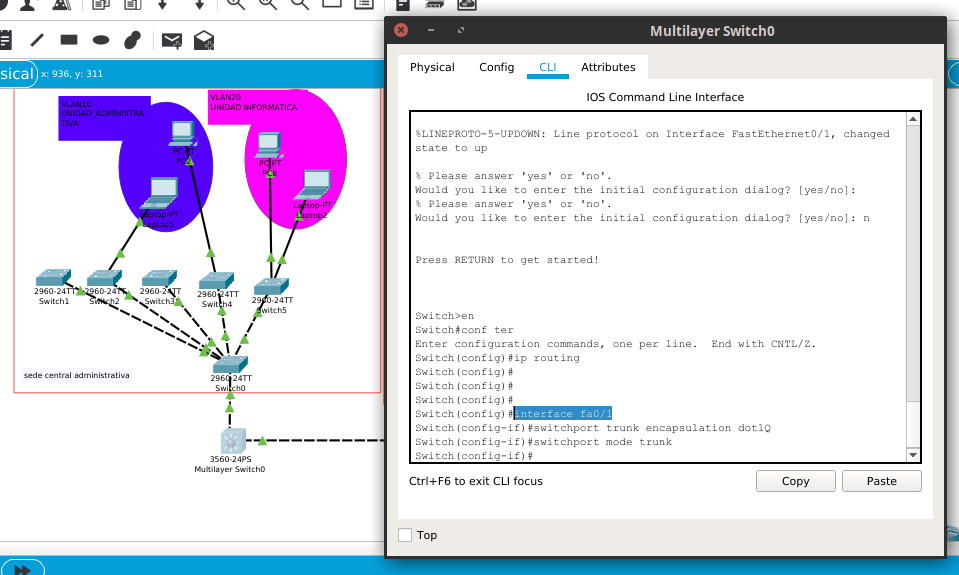 sical
x: 936, y: 311
VLAN10
UNIDAD_ADMINISTRA
TIVA
VLAN20
UNIDAD INFORMATICA
PC-PT
PC8
Laptop-PT
Laptop5
Laptop-PT
Laptop2
2960-24TT
Switch1
2960-24TT
Switch2
2960-24TT
Switch3
2960-24TT
Switch4
2960-24TT
Switch5
2960-24TT
Switch0
sede central administrativa
3560-24PS
Multilayer Switch0
Multilayer Switch0
Physical
Config
CLI
Attributes
IOS Command Line Interface
%LINEPROTO-5-UPDOWN: Line protocol on Interface FastEthernet0/1, changed
state to up
% Please answer 'yes' or 'no'.
Would you like to enter the initial configuration dialog? [yes/no]:
% Please answer 'yes' or 'no'.
Would you like to enter the initial configuration dialog? [yes/no]: n
Press RETURN to get started!
Switch>en
Switch#conf ter
Enter configuration commands, one per line.  End with CNTL/Z.
Switch(config)#ip routing
Switch(config)#
Switch(config)#
Switch(config)#
Switch(config)#interface fa0/1
Switch(config-if)#switchport trunk encapsulation dot1Q
Switch(config-if)#switchport mode trunk
Switch(config-if)#
Ctrl+F6 to exit CLI focus
Copy
Paste
Top